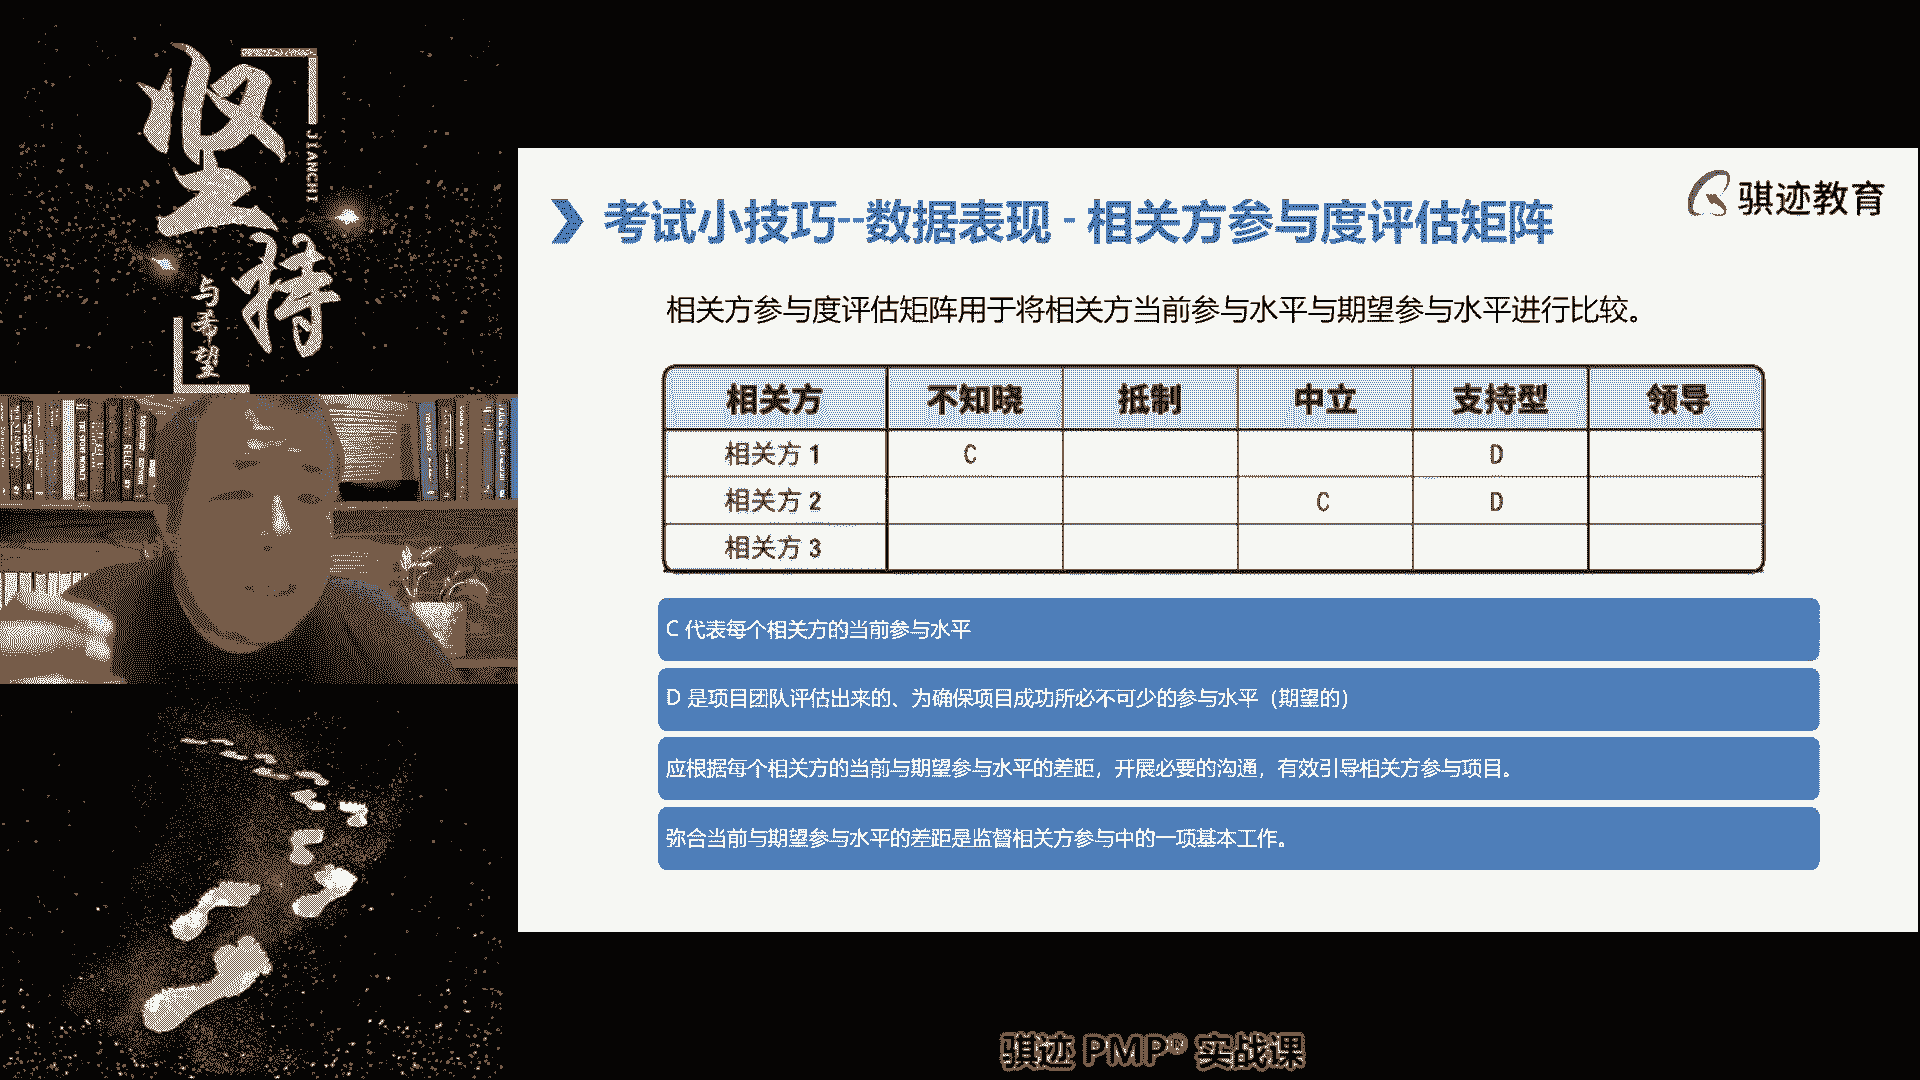 坚持
JIANCHI
与希望
骐迹教育
考试小技巧--数据表现 - 相关方参与度评估矩阵
相关方参与度评估矩阵用于将相关方当前参与水平与期望参与水平进行比较。
相关方 不知晓 抵制 中立 支持型 领导
相关方 1 C D
相关方 2 C D
相关方 3
C 代表每个相关方的当前参与水平
D 是项目团队评估出来的、为确保项目成功所必不可少的参与水平（期望的）
应根据每个相关方的当前与期望参与水平的差距，开展必要的沟通，有效引导相关方参与项目。
弥合当前与期望参与水平的差距是监督相关方参与中的一项基本工作。
骐迹 PMP® 实战课